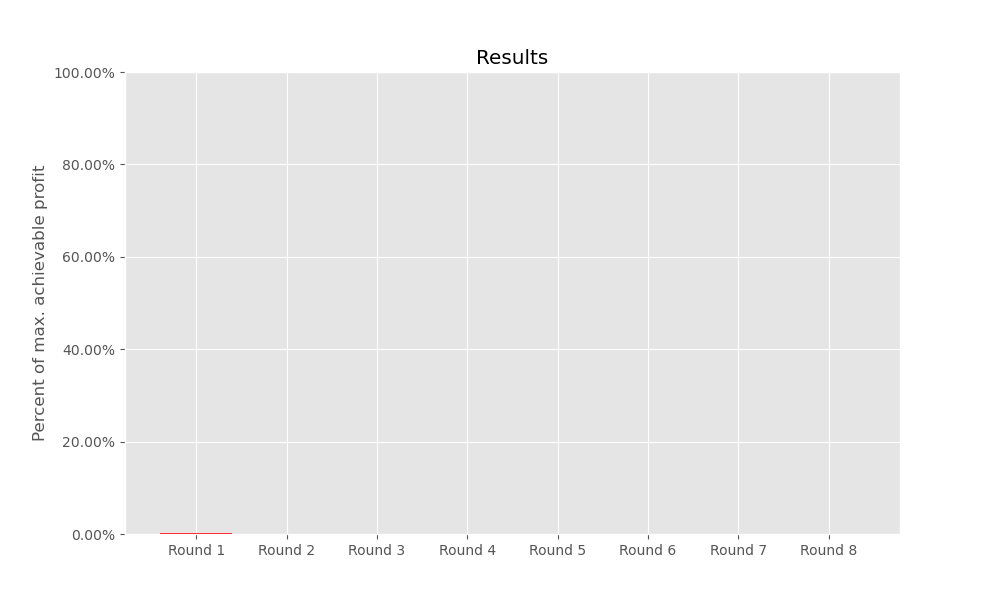 Results
Percent of max. achievable profit
100.00%
80.00%
60.00%
40.00%
20.00%
0.00%
Round 1 Round 2 Round 3 Round 4 Round 5 Round 6 Round 7 Round 8